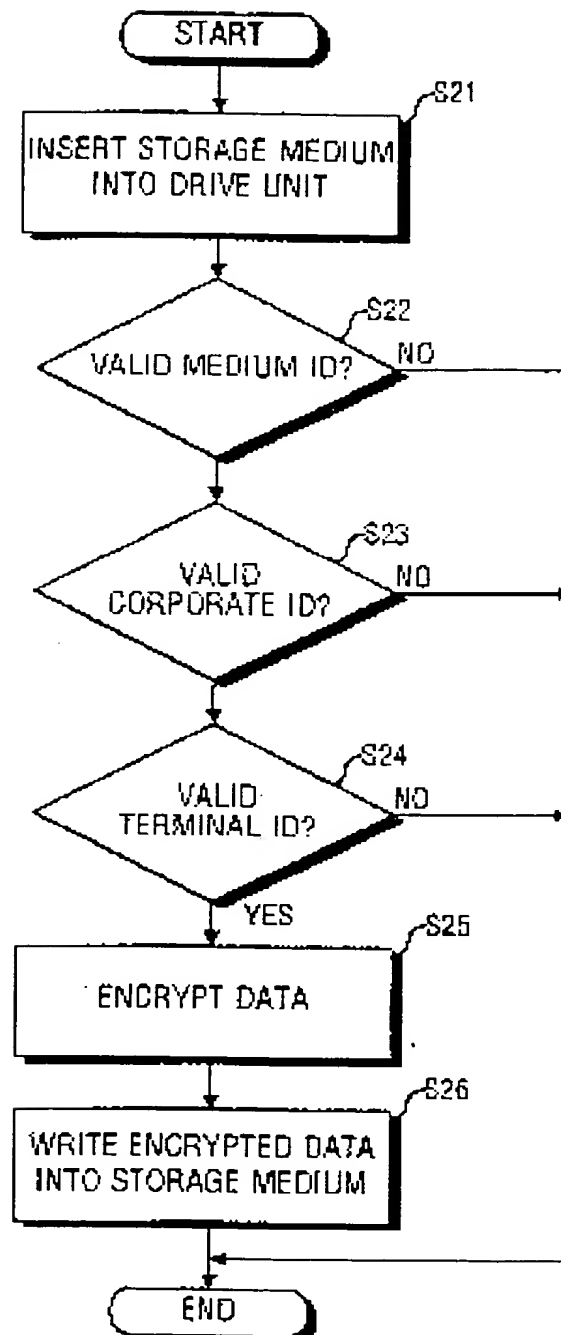 START
S21
INSERT STORAGE MEDIUM
INTO DRIVE UNIT
S22
VALID MEDIUM ID?
NO
S23
VALID
CORPORATE ID?
NO
S24
VALID
TERMINAL ID?
NO
YES
S25
ENCRYPT DATA
S26
WRITE ENCRYPTED DATA
INTO STORAGE MEDIUM
END